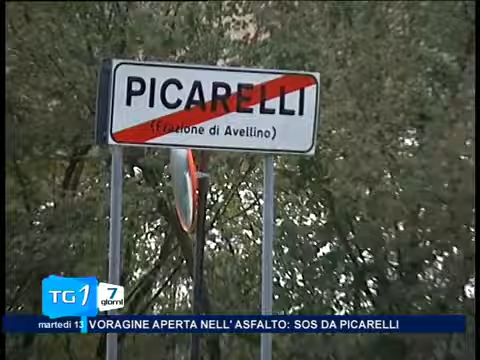 PICARELLI
(Frazione di Avellino)
TG1 7 giorni
martedì 13 VORAGINE APERTA NELL' ASFALTO: SOS DA PICARELLI